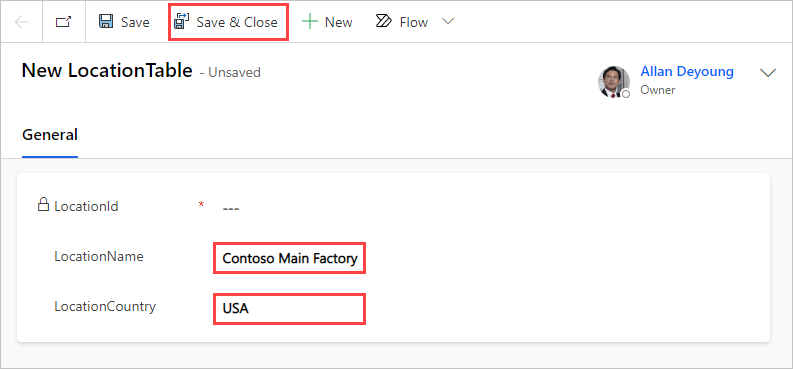 Save Save & Close New Flow
New LocationTable - Unsaved
Allan Deyoung
Owner
General
LocationId * ---
LocationName Contoso Main Factory
LocationCountry USA